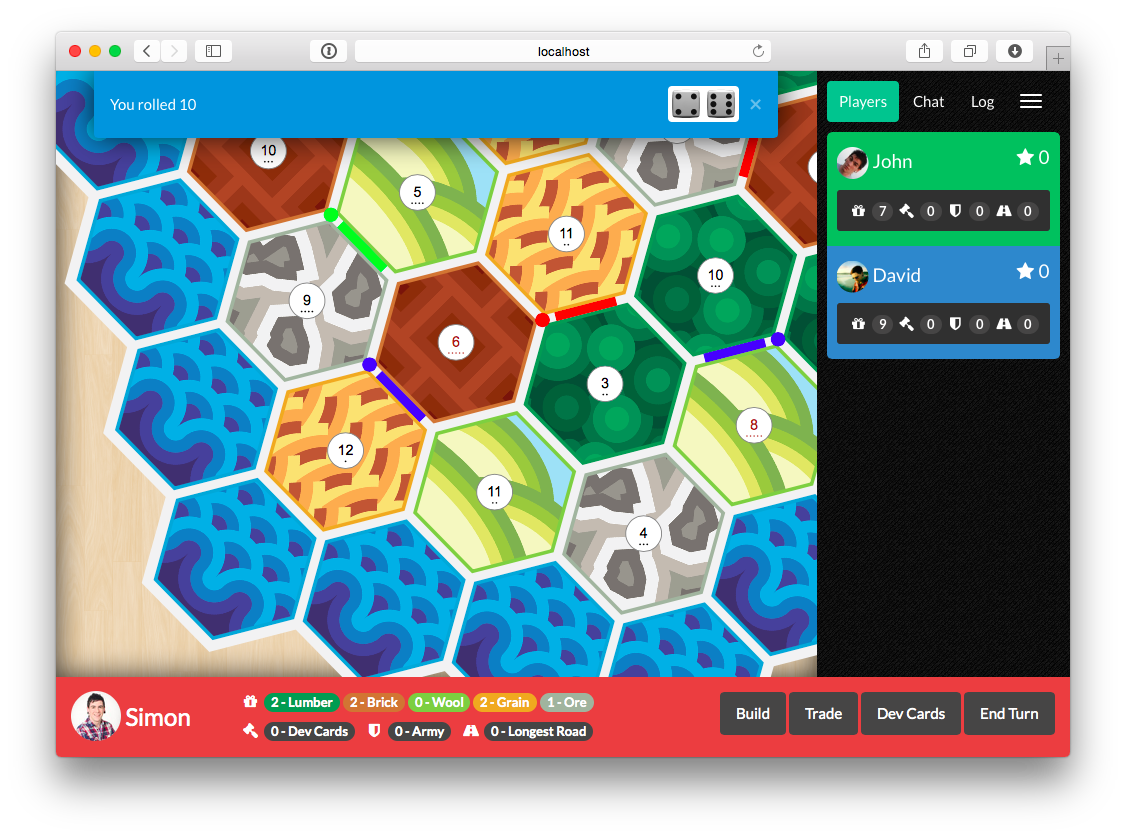 localhost
You rolled 10
Players Chat Log
10
5
11
10
9
6
3
8
12
11
4
John 0
7 0 0 0
David 0
9 0 0 0
Simon
2 - Lumber 2 - Brick 0 - Wool 2 - Grain 1 - Ore
0 - Dev Cards 0 - Army 0 - Longest Road
Build Trade Dev Cards End Turn